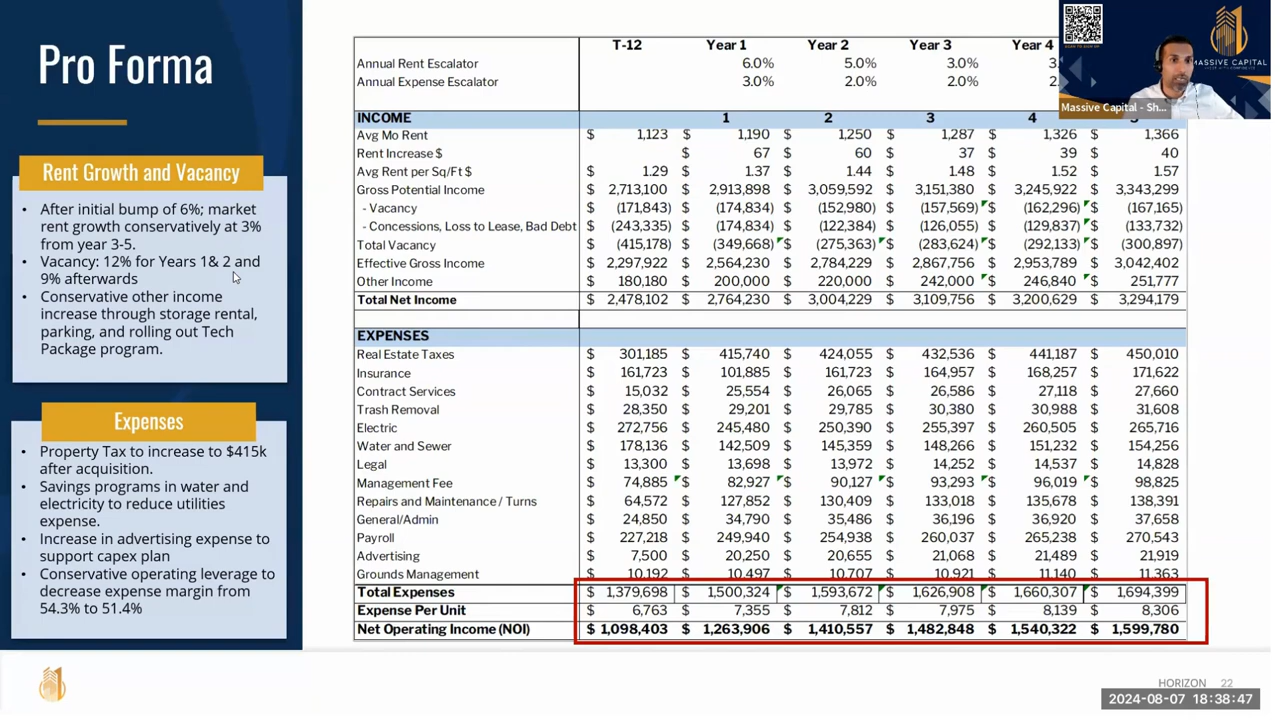 Pro Forma
Rent Growth and Vacancy
• After initial bump of 6%; market
rent growth conservatively at 3%
from year 3-5.
• Vacancy: 12% for Years 1& 2 and
9% afterwards
• Conservative other income
increase through storage rental,
parking, and rolling out Tech
Package program.
Expenses
• Property Tax to increase to $415k
after acquisition.
• Savings programs in water and
electricity to reduce utilities
expense.
• Increase in advertising expense to
support capex plan
• Conservative operating leverage to
decrease expense margin from
54.3% to 51.4%
T-12 Year 1 Year 2 Year 3 Year 4
Annual Rent Escalator 6.0% 5.0% 3.0% 3
Annual Expense Escalator 3.0% 2.0% 2.0% 2
INCOME 1 2 3 4
Avg Mo Rent $ 1,123 $ 1,190 $ 1,250 $ 1,287 $ 1,326 $ 1,366
Rent Increase $ $ 67 $ 60 $ 37 $ 39 $ 40
Avg Rent per Sq/Ft $ $ 1.29 $ 1.37 $ 1.44 $ 1.48 $ 1.52 $ 1.57
Gross Potential Income $ 2,713,100 $ 2,913,898 $ 3,059,592 $ 3,151,380 $ 3,245,922 $ 3,343,299
- Vacancy $ (171,843) $ (174,834) $ (152,980) $ (157,569) $ (162,296) $ (167,165)
- Concessions, Loss to Lease, Bad Debt $ (243,335) $ (174,834) $ (122,384) $ (126,055) $ (129,837) $ (133,732)
Total Vacancy $ (415,178) $ (349,668) $ (275,363) $ (283,624) $ (292,133) $ (300,897)
Effective Gross Income $ 2,297,922 $ 2,564,230 $ 2,784,229 $ 2,867,756 $ 2,953,789 $ 3,042,402
Other Income $ 180,180 $ 200,000 $ 220,000 $ 242,000 $ 246,840 $ 251,777
Total Net Income $ 2,478,102 $ 2,764,230 $ 3,004,229 $ 3,109,756 $ 3,200,629 $ 3,294,179
EXPENSES
Real Estate Taxes $ 301,185 $ 415,740 $ 424,055 $ 432,536 $ 441,187 $ 450,010
Insurance $ 161,723 $ 101,885 $ 161,723 $ 164,957 $ 168,257 $ 171,622
Contract Services $ 15,032 $ 25,554 $ 26,065 $ 26,586 $ 27,118 $ 27,660
Trash Removal $ 28,350 $ 29,201 $ 29,785 $ 30,380 $ 30,988 $ 31,608
Electric $ 272,756 $ 245,480 $ 250,390 $ 255,397 $ 260,505 $ 265,716
Water and Sewer $ 178,136 $ 142,509 $ 145,359 $ 148,266 $ 151,232 $ 154,256
Legal $ 13,300 $ 13,698 $ 13,972 $ 14,252 $ 14,537 $ 14,828
Management Fee $ 74,885 $ 82,927 $ 90,127 $ 93,293 $ 96,019 $ 98,825
Repairs and Maintenance / Turns $ 64,572 $ 127,852 $ 130,409 $ 133,018 $ 135,678 $ 138,391
General/Admin $ 24,850 $ 34,790 $ 35,486 $ 36,196 $ 36,920 $ 37,658
Payroll $ 227,218 $ 249,940 $ 254,938 $ 260,037 $ 265,238 $ 270,543
Advertising $ 7,500 $ 20,250 $ 20,655 $ 21,068 $ 21,489 $ 21,919
Grounds Management $ 10,192 $ 10,497 $ 10,707 $ 10,921 $ 11,140 $ 11,363
Total Expenses $ 1,379,698 $ 1,500,324 $ 1,593,672 $ 1,626,908 $ 1,660,307 $ 1,694,399
Expense Per Unit $ 6,763 $ 7,355 $ 7,812 $ 7,975 $ 8,139 $ 8,306
Net Operating Income (NOI) $ 1,098,403 $ 1,263,906 $ 1,410,557 $ 1,482,848 $ 1,540,322 $ 1,599,780
MASSIVE CAPITAL
Massive Capital - Sh...
HORIZON 22
2024-08-07 18:38:47